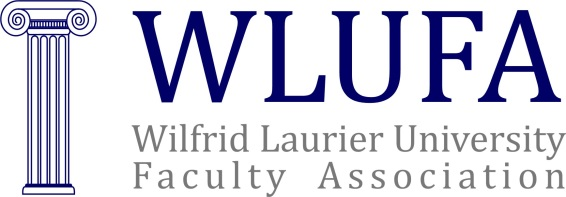 WLUFA
Wilfrid Laurier University
Faculty Association